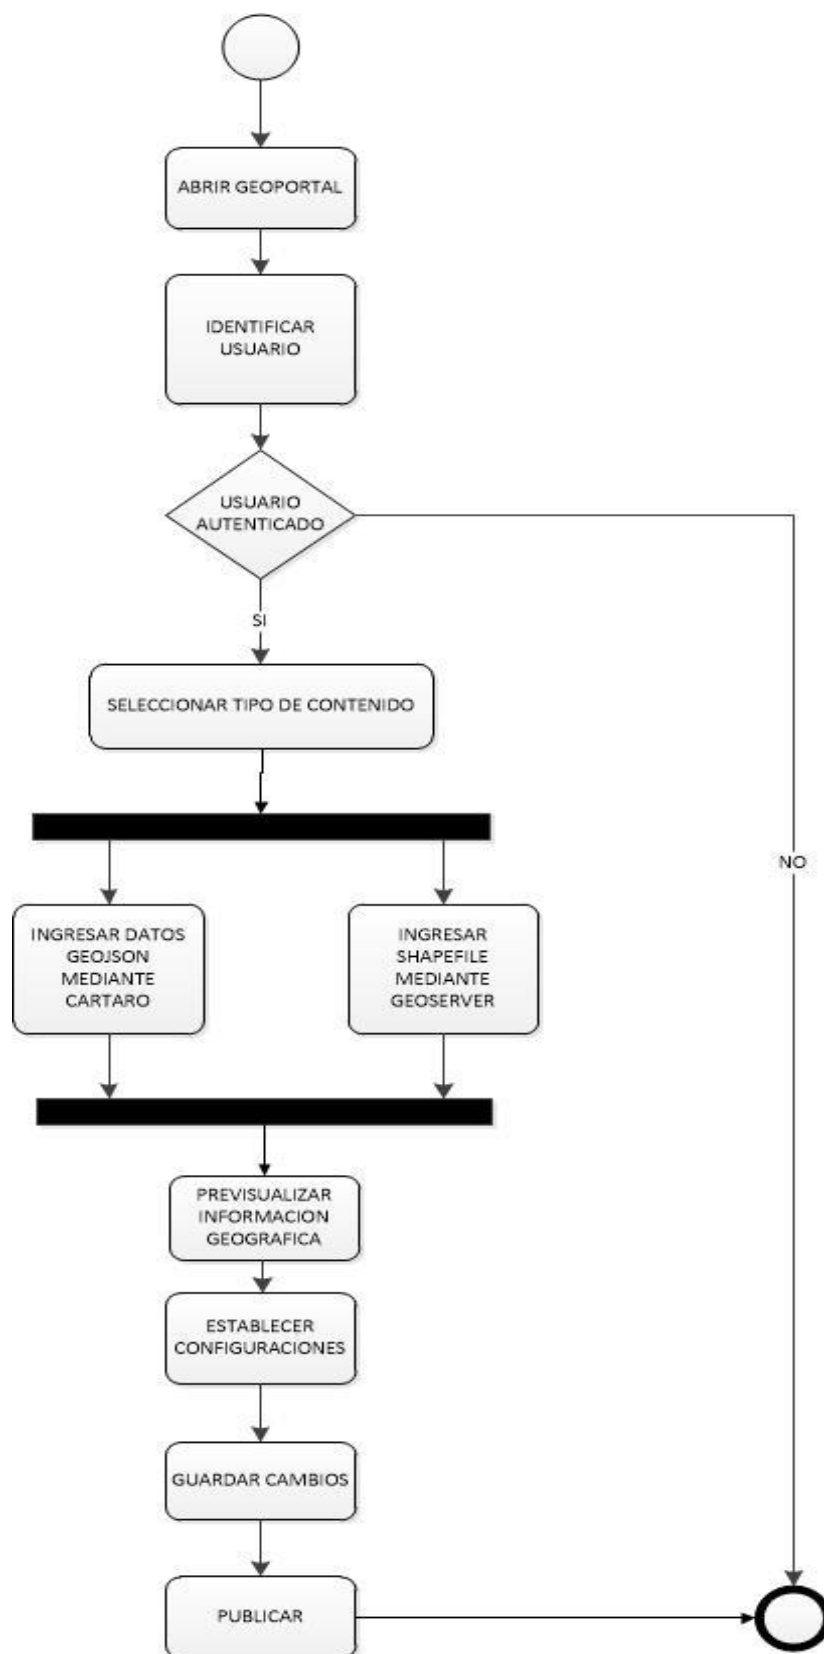 ABRIR GEOPORTAL
IDENTIFICAR
USUARIO
USUARIO
AUTENTICADO
SI
SELECCIONAR TIPO DE CONTENIDO
NO
INGRESAR DATOS
GEOJSON
MEDIANTE
CARTARO
INGRESAR
SHAPEFILE
MEDIANTE
GEOSERVER
PREVISUALIZAR
INFORMACION
GEOGRAFICA
ESTABLECER
CONFIGURACIONES
GUARDAR CAMBIOS
PUBLICAR